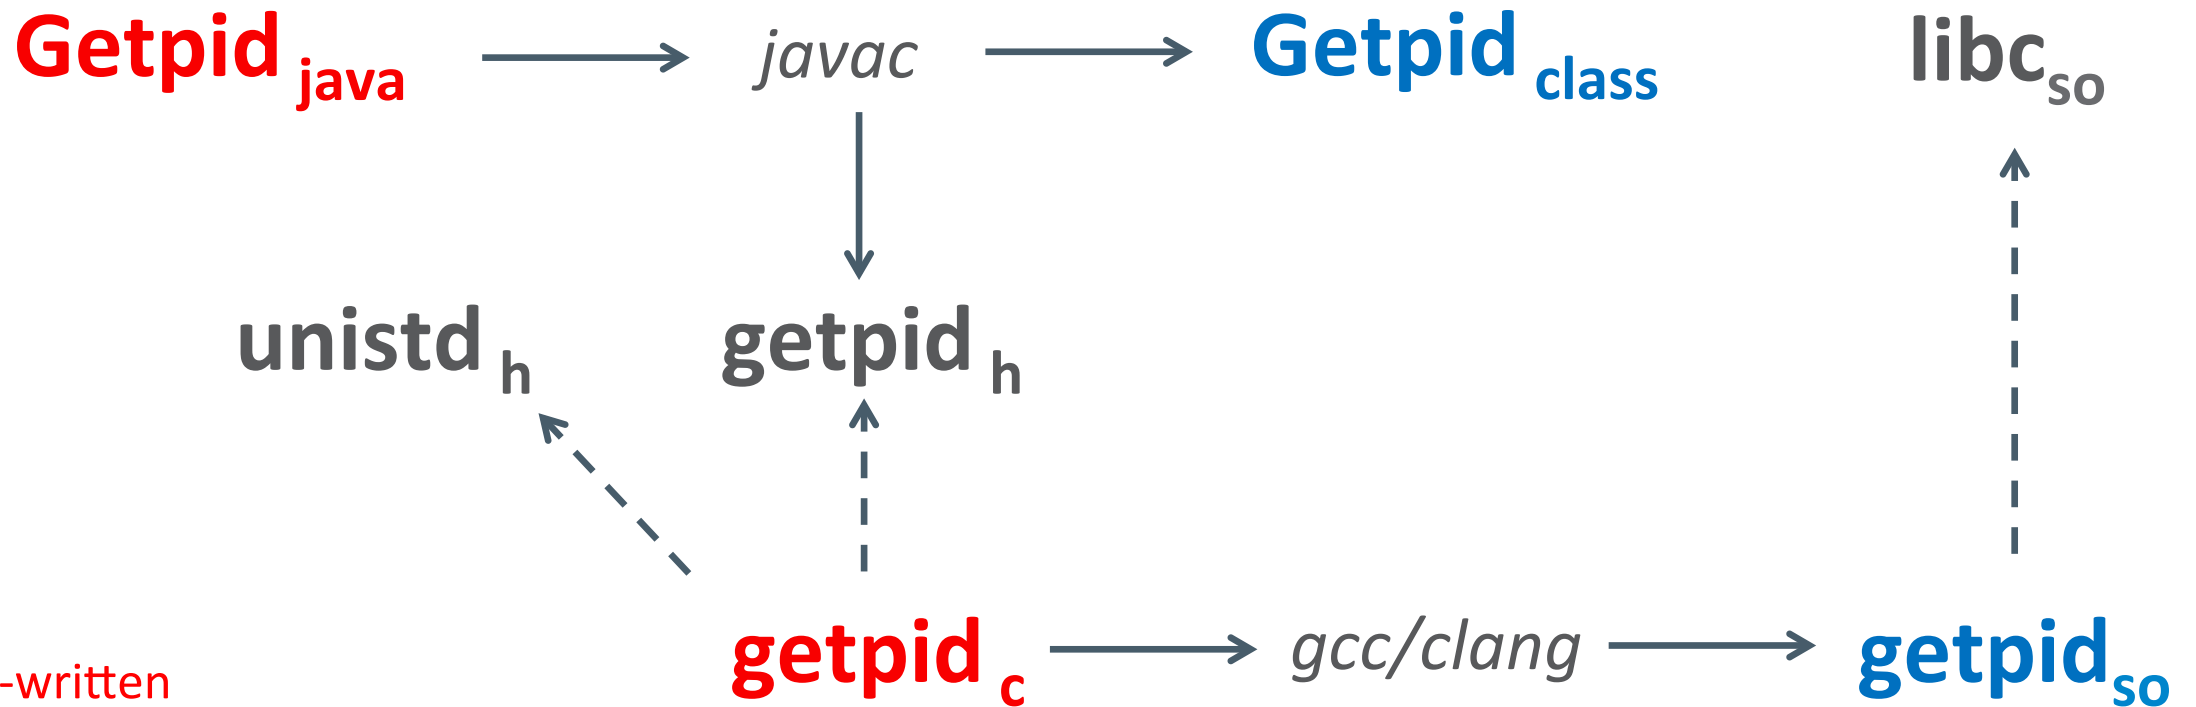 Getpid java javac Getpid class libc so
unistd h getpid h
getpid c gcc/clang getpid so
-written